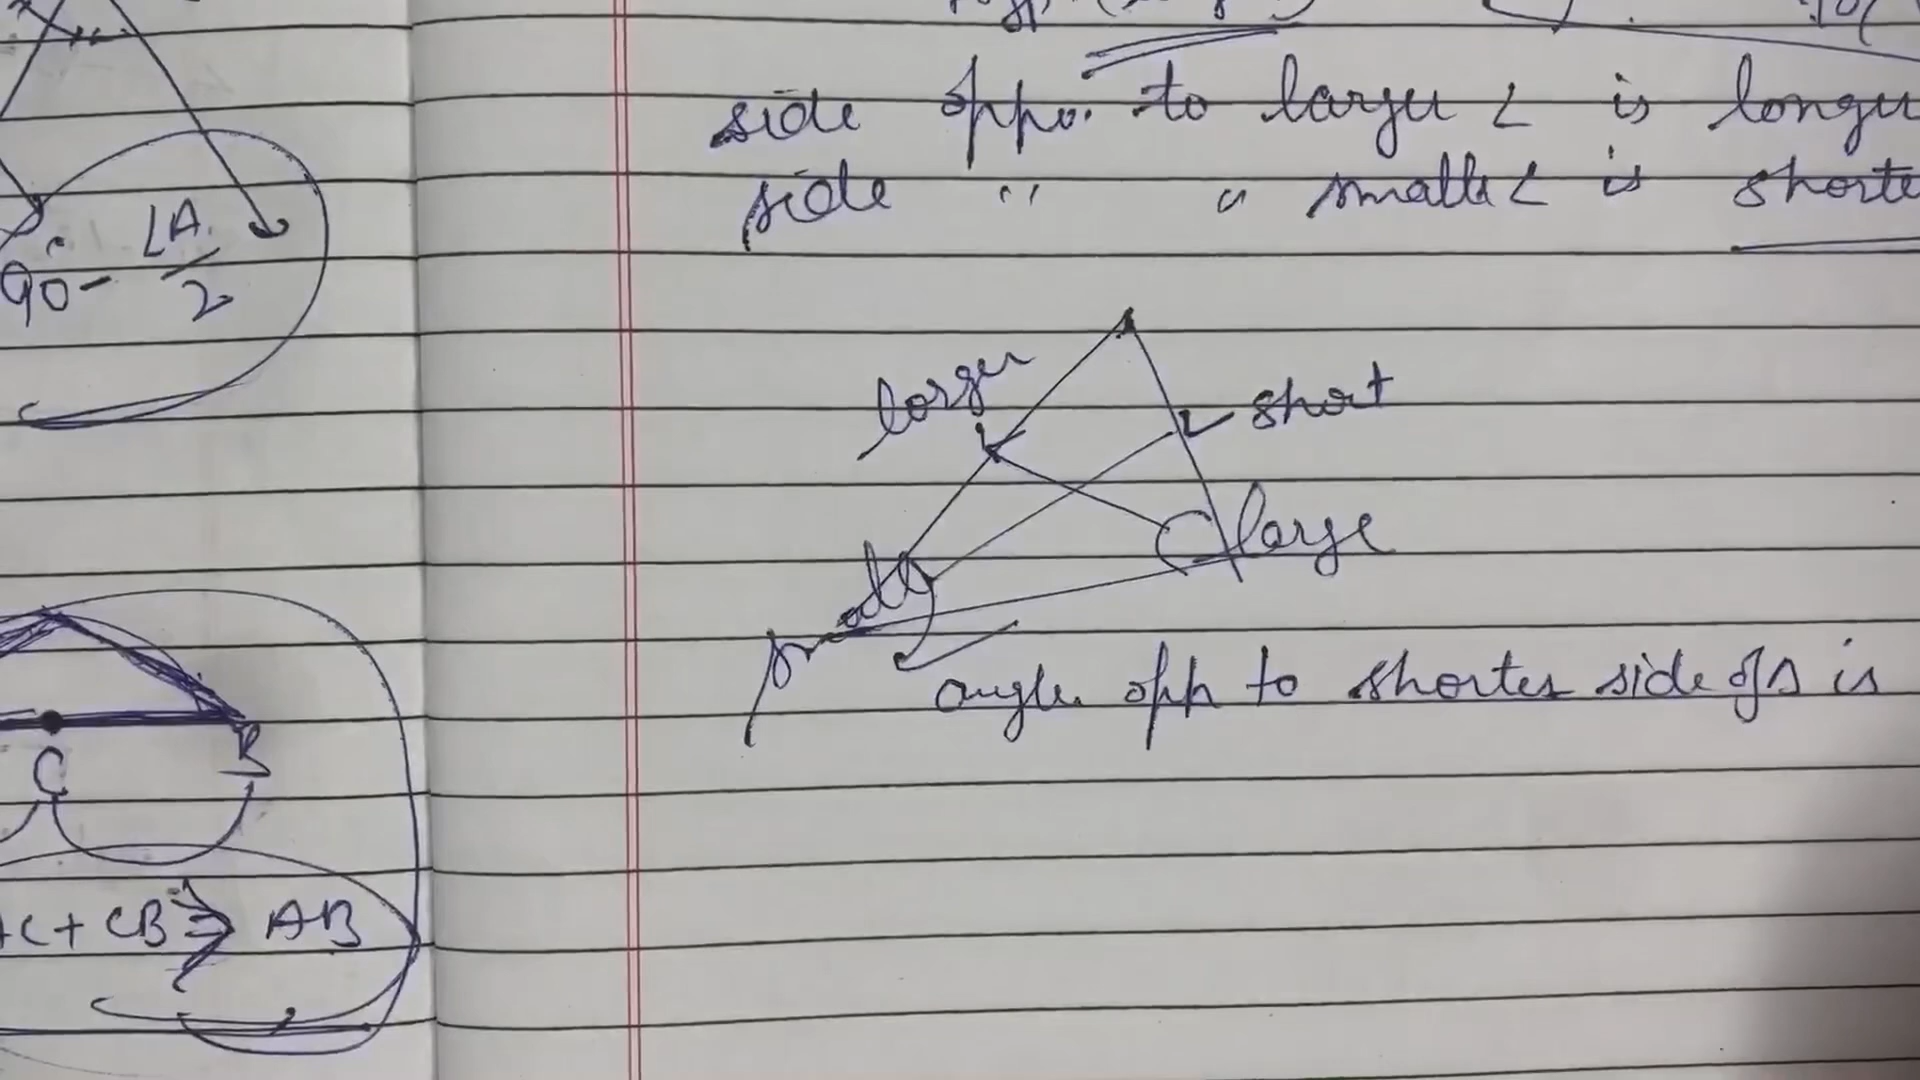 side oppo. to larger ∠ is longer
side " " smaller ∠ is shorter
∠A
90° - 2
larger
short
large
small
angle opp to shorter side of Δ is
C
B
AC + CB > AB